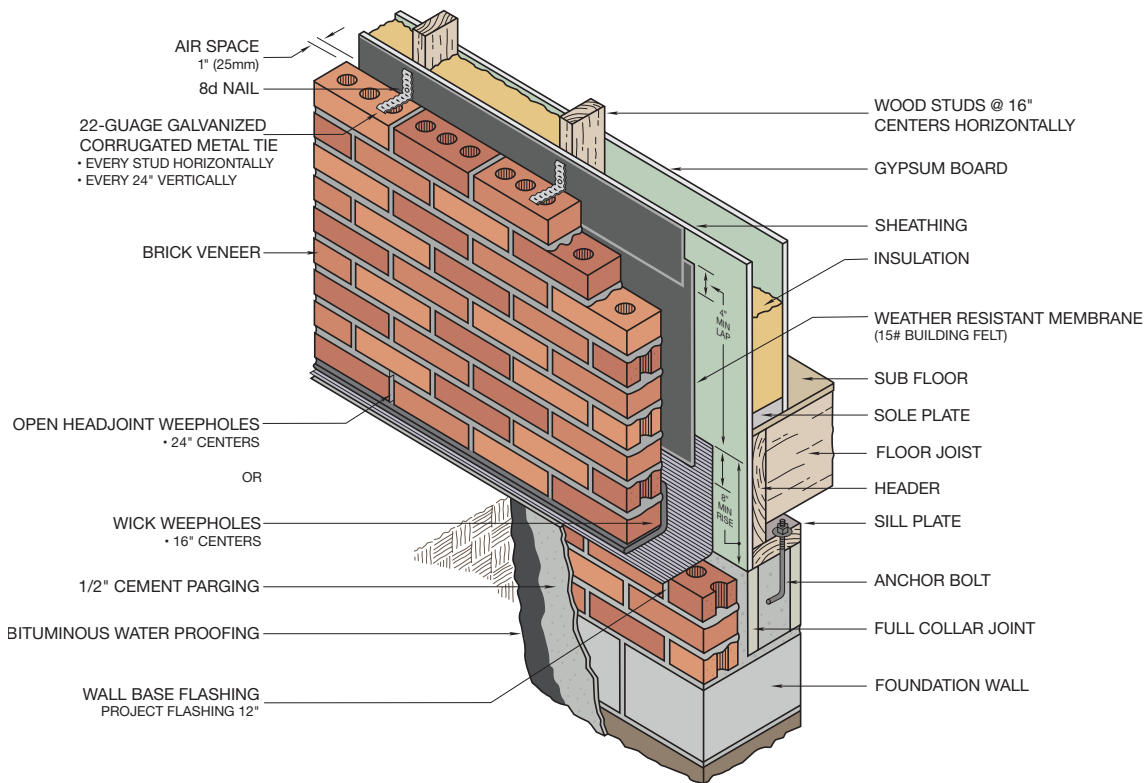 AIR SPACE
1" (25mm)
8d NAIL
22-GUAGE GALVANIZED
CORRUGATED METAL TIE
• EVERY STUD HORIZONTALLY
• EVERY 24" VERTICALLY
BRICK VENEER
OPEN HEADJOINT WEEPHOLES
• 24" CENTERS
OR
WICK WEEPHOLES
• 16" CENTERS
1/2" CEMENT PARGING
BITUMINOUS WATER PROOFING
WALL BASE FLASHING
PROJECT FLASHING 12"
WOOD STUDS @ 16"
CENTERS HORIZONTALLY
GYPSUM BOARD
SHEATHING
INSULATION
WEATHER RESISTANT MEMBRANE
(15# BUILDING FELT)
SUB FLOOR
SOLE PLATE
FLOOR JOIST
HEADER
SILL PLATE
ANCHOR BOLT
FULL COLLAR JOINT
FOUNDATION WALL
4"
MIN
LAP
8"
MIN
RISE